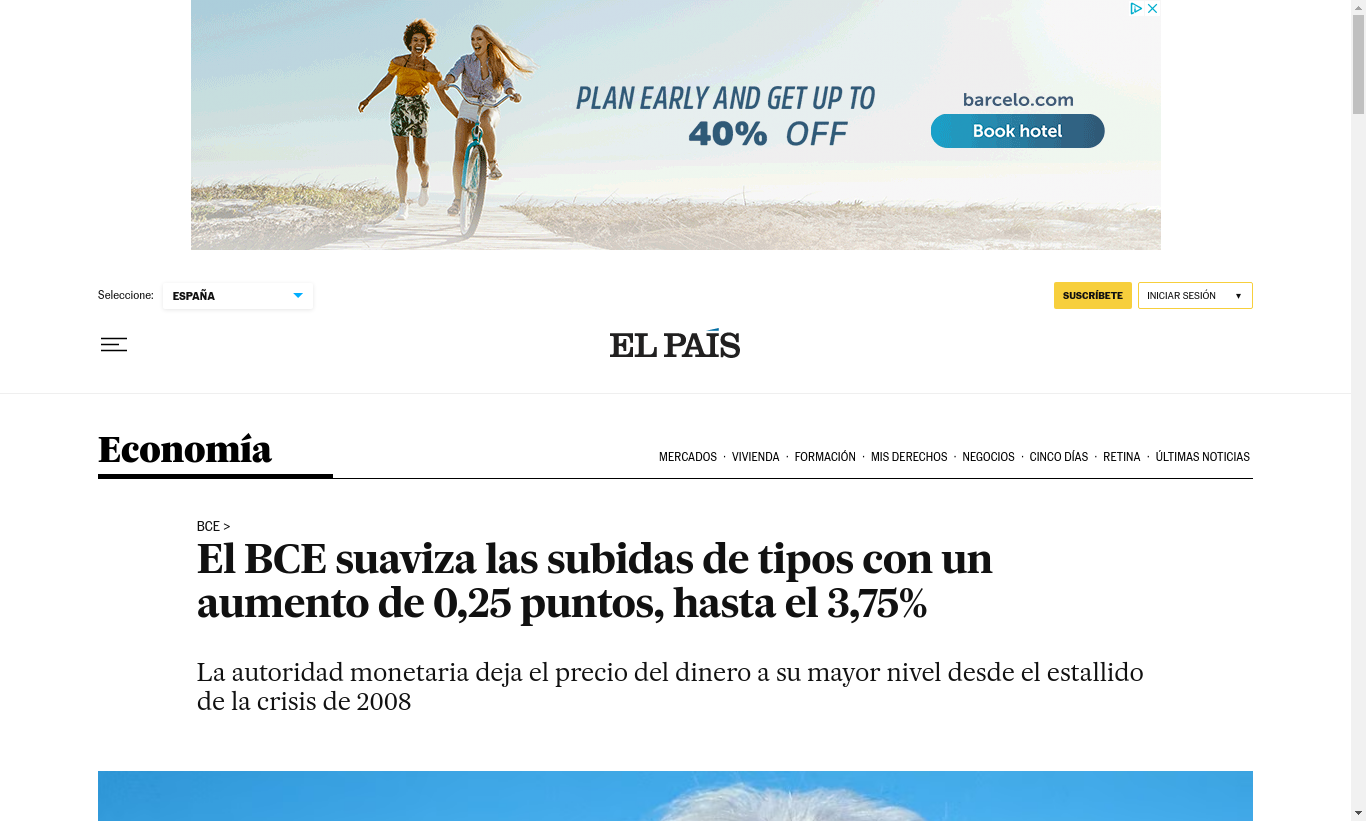 PLAN EARLY AND GET UP TO
40% OFF
barcelo.com
Book hotel
Seleccione:
ESPAÑA
SUSCRÍBETE
INICIAR SESIÓN
EL PAÍS
Economía
MERCADOS · VIVIENDA · FORMACIÓN · MIS DERECHOS · NEGOCIOS · CINCO DÍAS · RETINA · ÚLTIMAS NOTICIAS
BCE >
El BCE suaviza las subidas de tipos con un
aumento de 0,25 puntos, hasta el 3,75%
La autoridad monetaria deja el precio del dinero a su mayor nivel desde el estallido
de la crisis de 2008